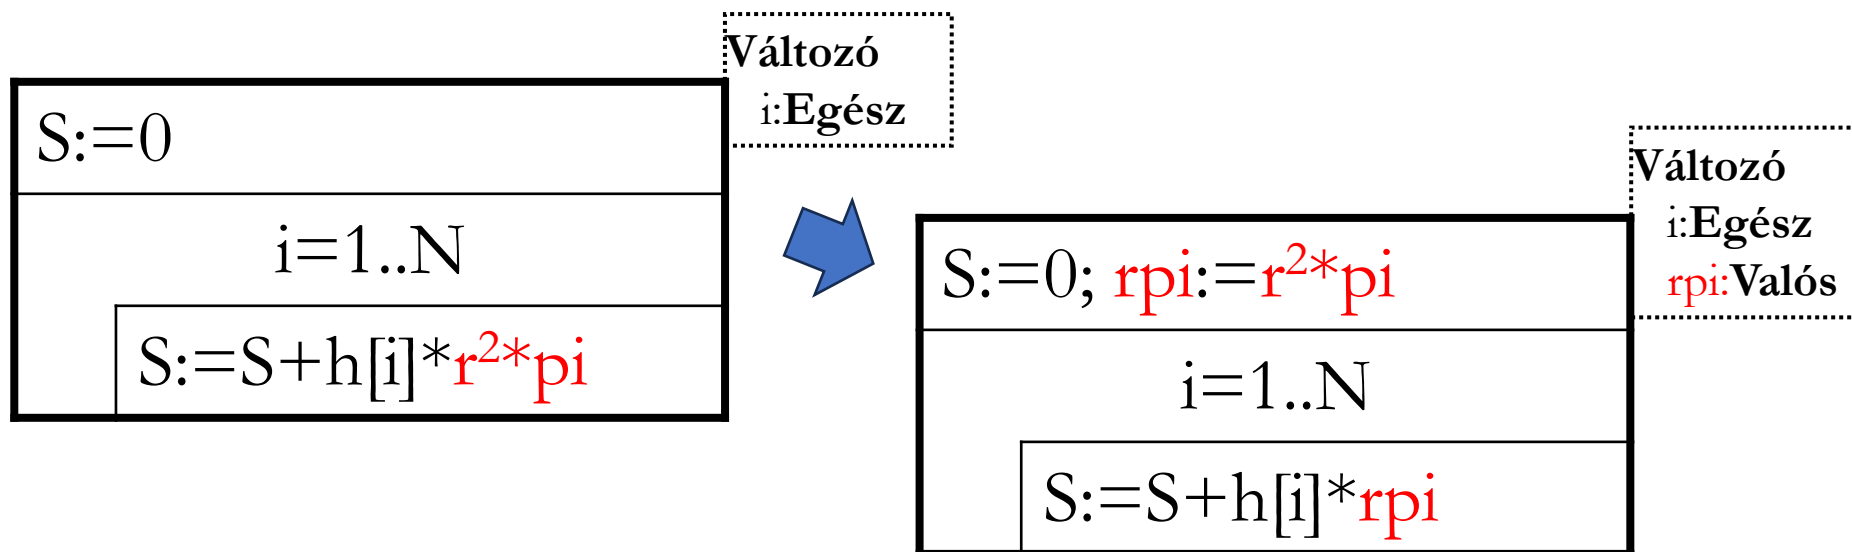 Változó
i:Egész
S:=0
i=1..N
S:=S+h[i]*r²*pi
Változó
i:Egész
rpi:Valós
S:=0; rpi:=r²*pi
i=1..N
S:=S+h[i]*rpi